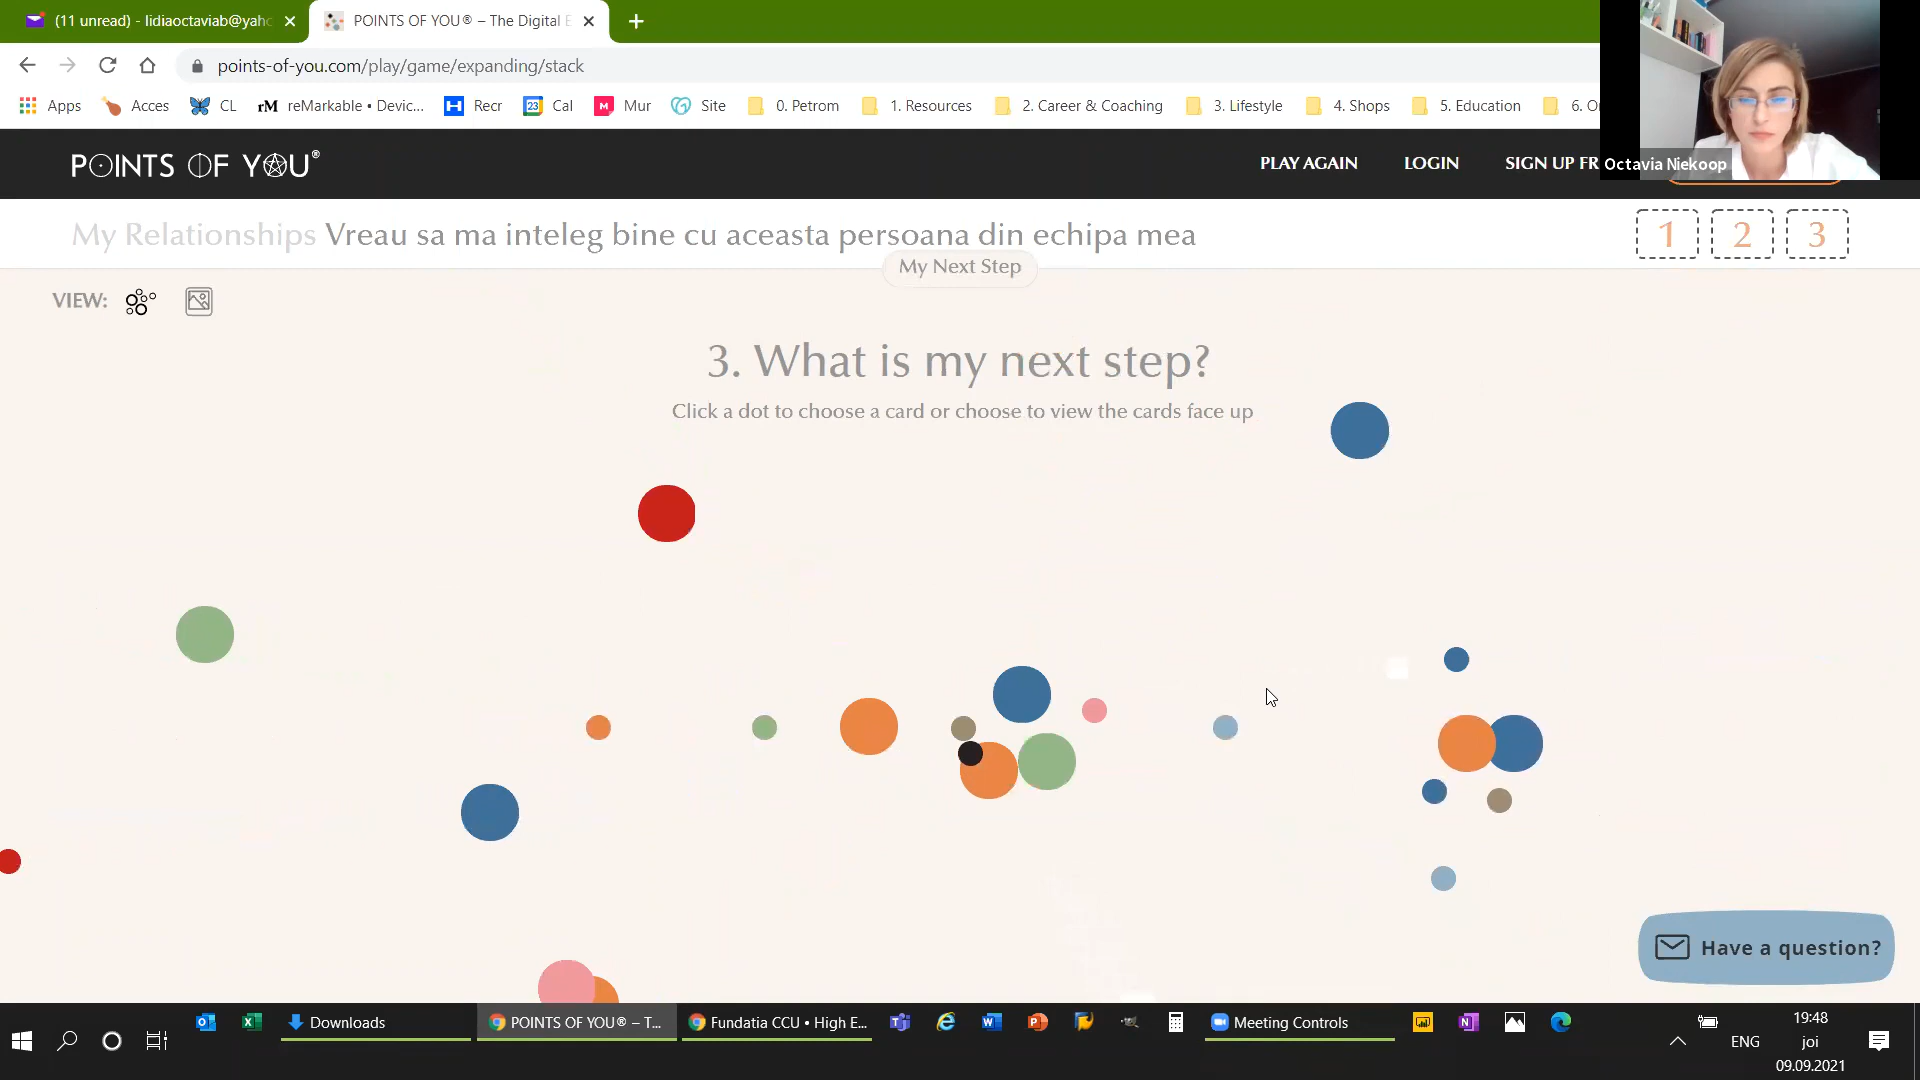 (11 unread) - lidiaoctaviab@yah
POINTS OF YOU® – The Digital E
points-of-you.com/play/game/expanding/stack
Apps
Acces
CL
rM reMarkable • Devic...
Recr
23 Cal
Mur
Site
0. Petrom
1. Resources
2. Career & Coaching
3. Lifestyle
4. Shops
5. Education
6. O
POINTS OF YOU®
PLAY AGAIN
LOGIN
SIGN UP FR
Octavia Niekoop
My Relationships Vreau sa ma inteleg bine cu aceasta persoana din echipa mea
1 2 3
My Next Step
VIEW:
3. What is my next step?
Click a dot to choose a card or choose to view the cards face up
Have a question?
Downloads
POINTS OF YOU® – T...
Fundatia CCU • High E...
Meeting Controls
ENG
19:48
joi
09.09.2021